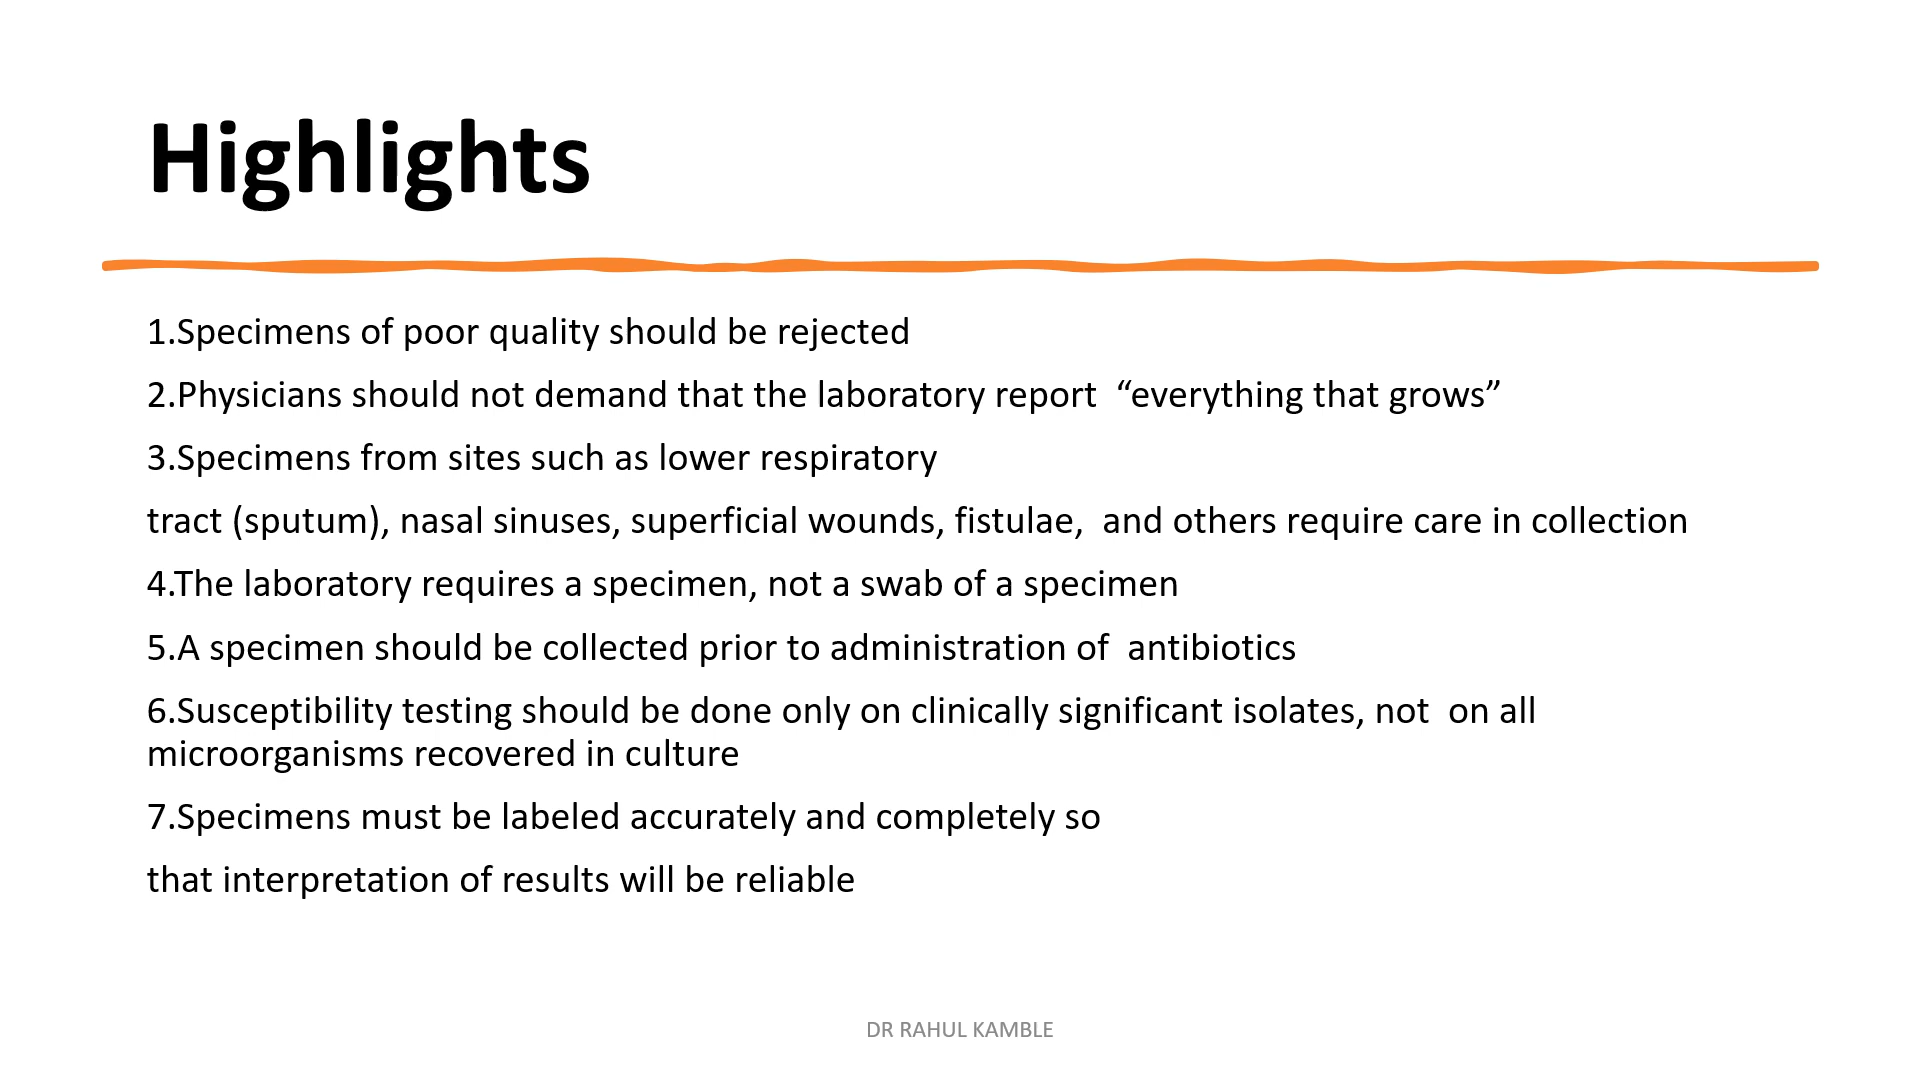 Highlights
1.Specimens of poor quality should be rejected
2.Physicians should not demand that the laboratory report  “everything that grows”
3.Specimens from sites such as lower respiratory
tract (sputum), nasal sinuses, superficial wounds, fistulae,  and others require care in collection
4.The laboratory requires a specimen, not a swab of a specimen
5.A specimen should be collected prior to administration of  antibiotics
6.Susceptibility testing should be done only on clinically significant isolates, not  on all
microorganisms recovered in culture
7.Specimens must be labeled accurately and completely so
that interpretation of results will be reliable
DR RAHUL KAMBLE